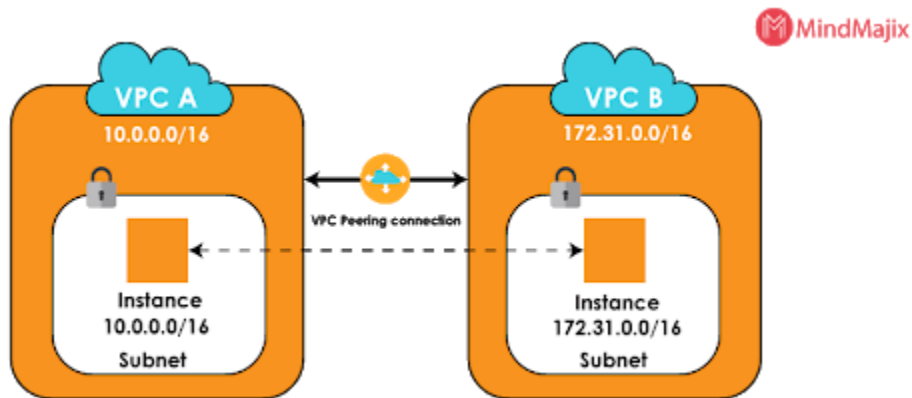 MindMajix
VPC A
10.0.0.0/16
VPC B
172.31.0.0/16
VPC Peering connection
Instance
10.0.0.0/16
Subnet
Instance
172.31.0.0/16
Subnet